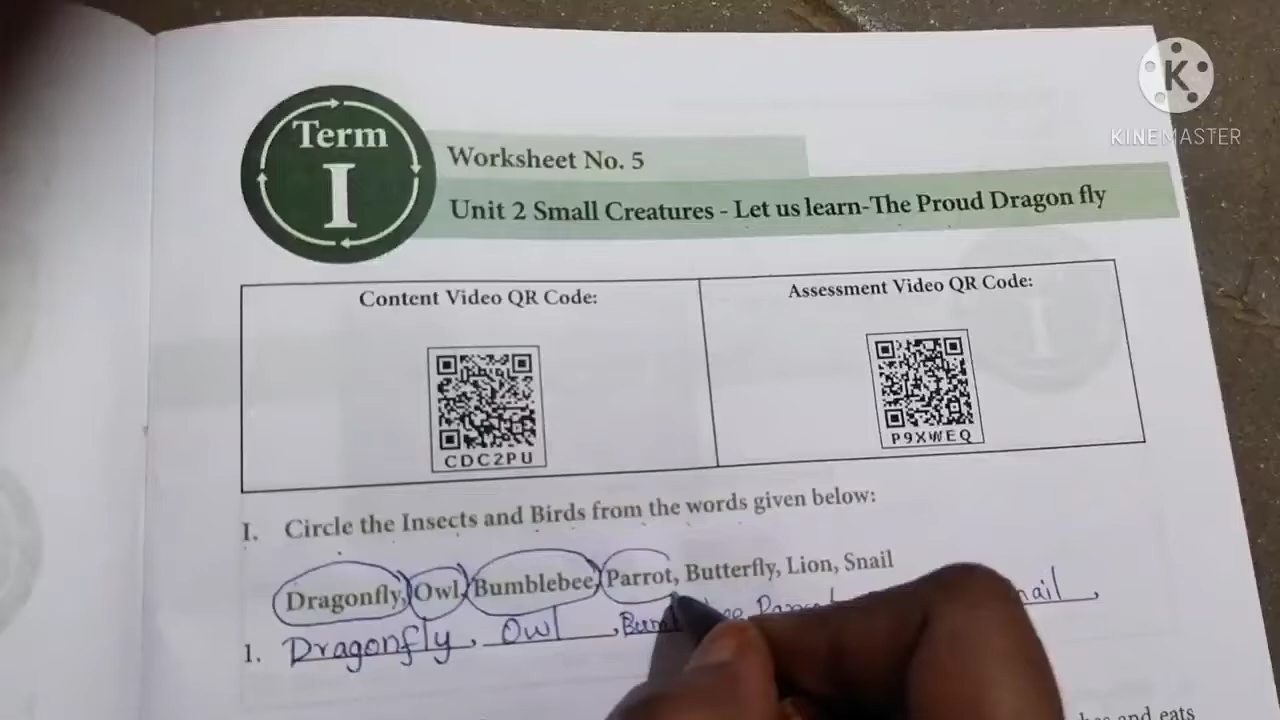 K
KINEMASTER
Term
I
Worksheet No. 5
Unit 2 Small Creatures - Let us learn-The Proud Dragon fly
Content Video QR Code:
Assessment Video QR Code:
CDC2PU
P9XWEQ
I. Circle the Insects and Birds from the words given below:
Dragonfly, Owl, Bumblebee, Parrot, Butterfly, Lion, Snail
1. Dragonfly, Owl,
and eats